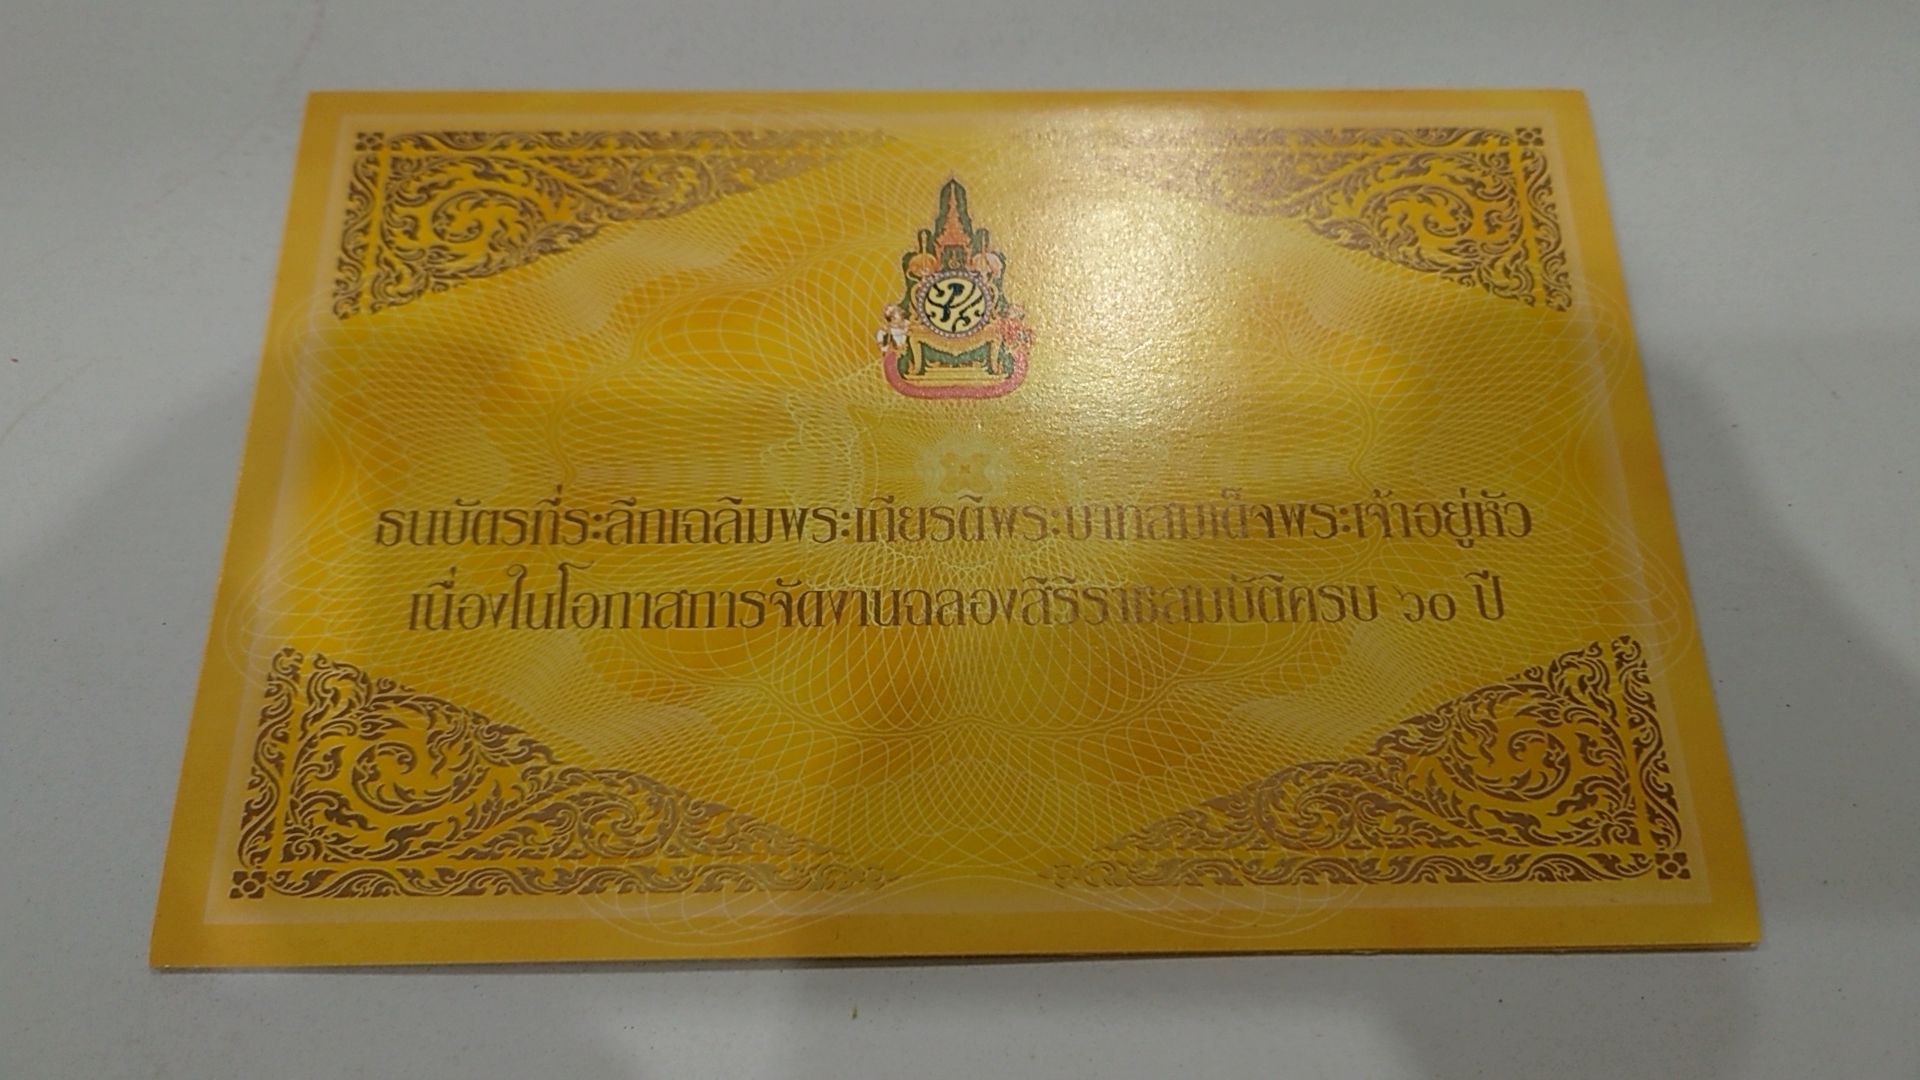 ธนบัตรที่ระลึกเฉลิมพระเกียรติพระบาทสมเด็จพระเจ้าอยู่หัว
เนื่องในโอกาสการจัดงานฉลองสิริราชสมบัติครบ ๖๐ ปี